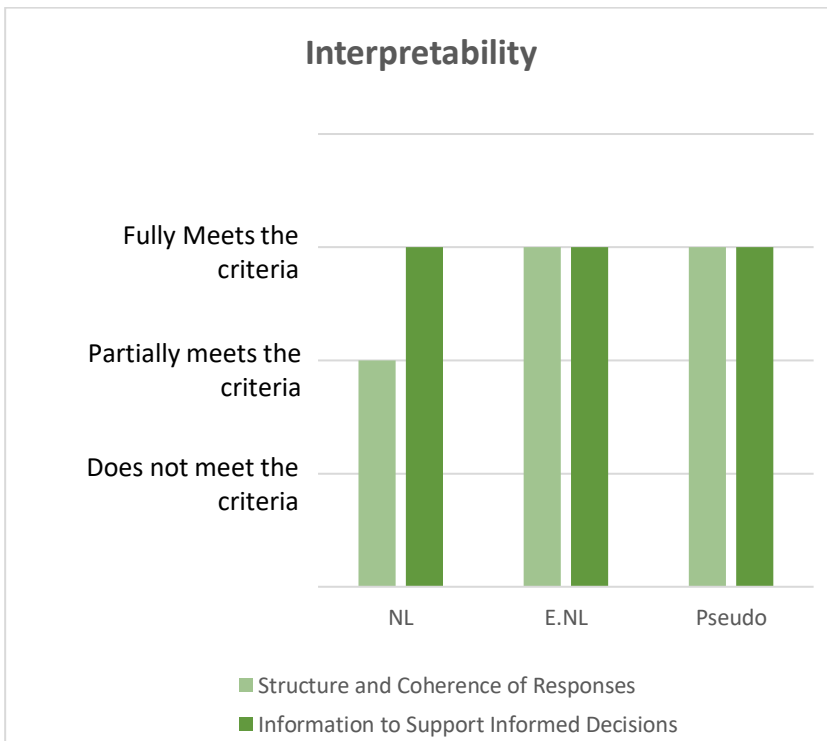 Interpretability
Fully Meets the
criteria
Partially meets the
criteria
Does not meet the
criteria
NL E.NL Pseudo
Structure and Coherence of Responses
Information to Support Informed Decisions